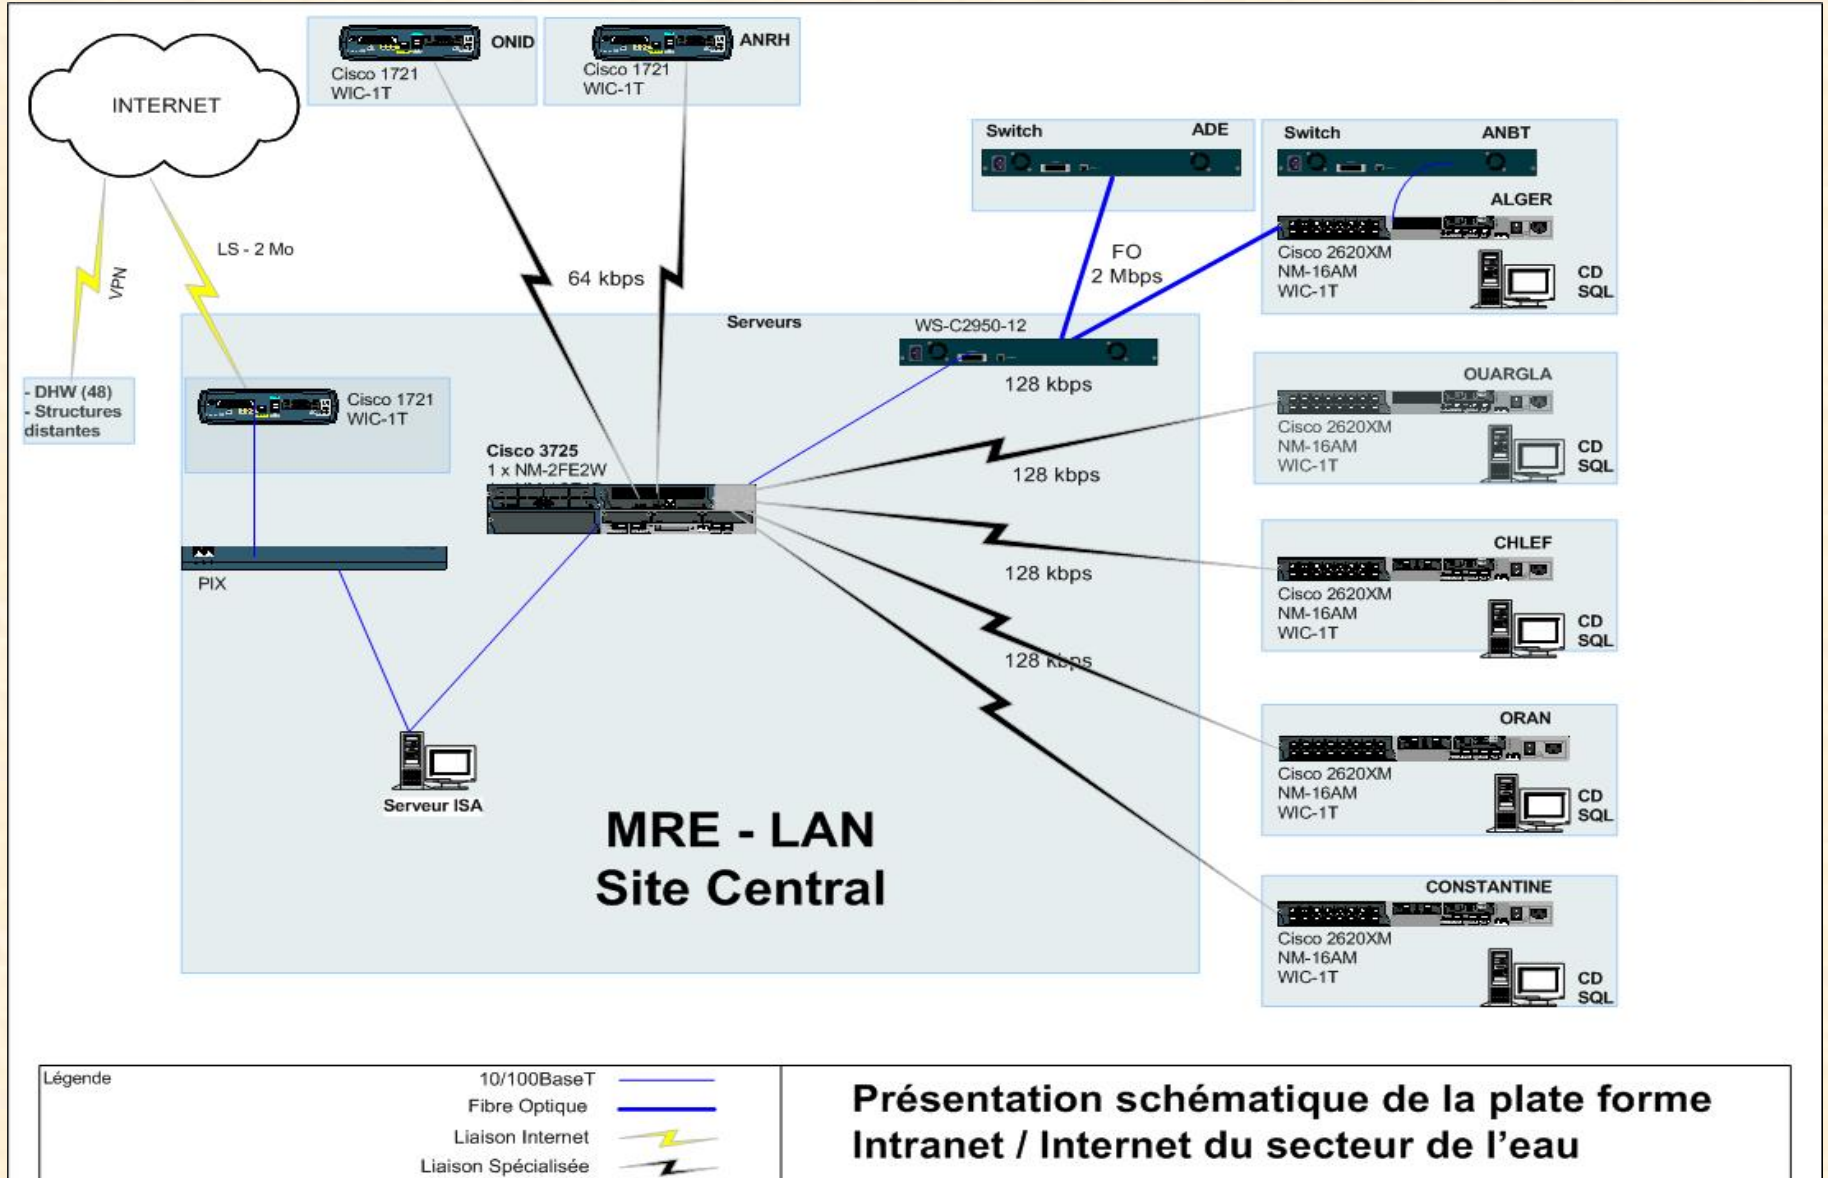 INTERNET
ONID
Cisco 1721
WIC-1T
ANRH
Cisco 1721
WIC-1T
Switch ADE
Switch ANBT
ALGER
Cisco 2620XM
NM-16AM
WIC-1T
CD
SQL
VPN
LS - 2 Mo
64 kbps
FO
2 Mbps
- DHW (48)
- Structures
distantes
Serveurs
WS-C2950-12
128 kbps
Cisco 1721
WIC-1T
Cisco 3725
1 x NM-2FE2W
PIX
OUARGLA
Cisco 2620XM
NM-16AM
WIC-1T
CD
SQL
128 kbps
CHLEF
Cisco 2620XM
NM-16AM
WIC-1T
CD
SQL
128 kbps
128 kbps
ORAN
Cisco 2620XM
NM-16AM
WIC-1T
CD
SQL
Serveur ISA
MRE - LAN
Site Central
CONSTANTINE
Cisco 2620XM
NM-16AM
WIC-1T
CD
SQL
Légende
10/100BaseT
Fibre Optique
Liaison Internet
Liaison Spécialisée
Présentation schématique de la plate forme
Intranet / Internet du secteur de l'eau